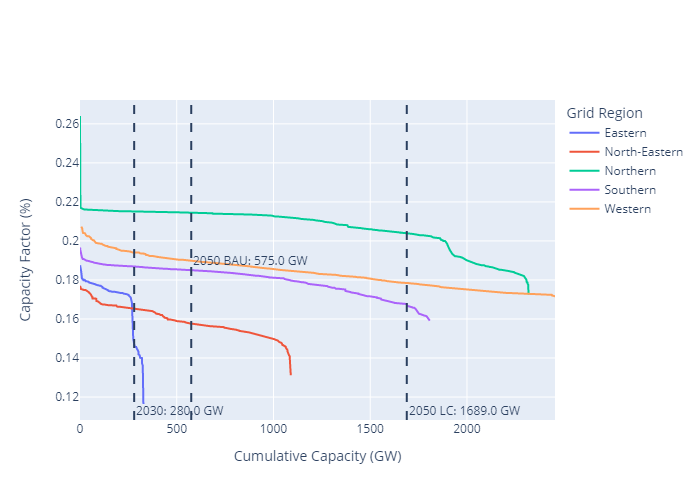 Grid Region
Eastern
North-Eastern
Northern
Southern
Western
Capacity Factor (%)
0.26
0.24
0.22
0.2
0.18
0.16
0.14
0.12
2050 BAU: 575.0 GW
2030: 280.0 GW
2050 LC: 1689.0 GW
0
500
1000
1500
2000
Cumulative Capacity (GW)